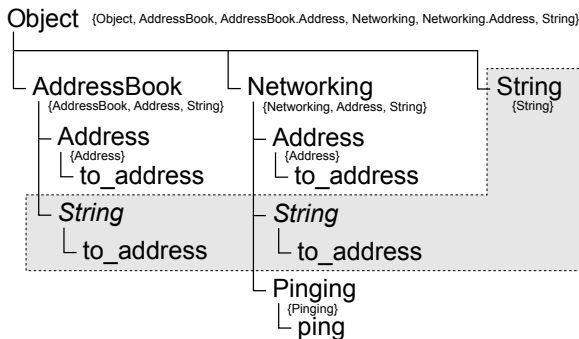 Object {Object, AddressBook, AddressBook.Address, Networking, Networking.Address, String}
AddressBook Networking String
{AddressBook, Address, String} {Networking, Address, String} {String}
Address Address
{Address} {Address}
to_address to_address
String String
to_address to_address
Pinging
{Pinging}
ping